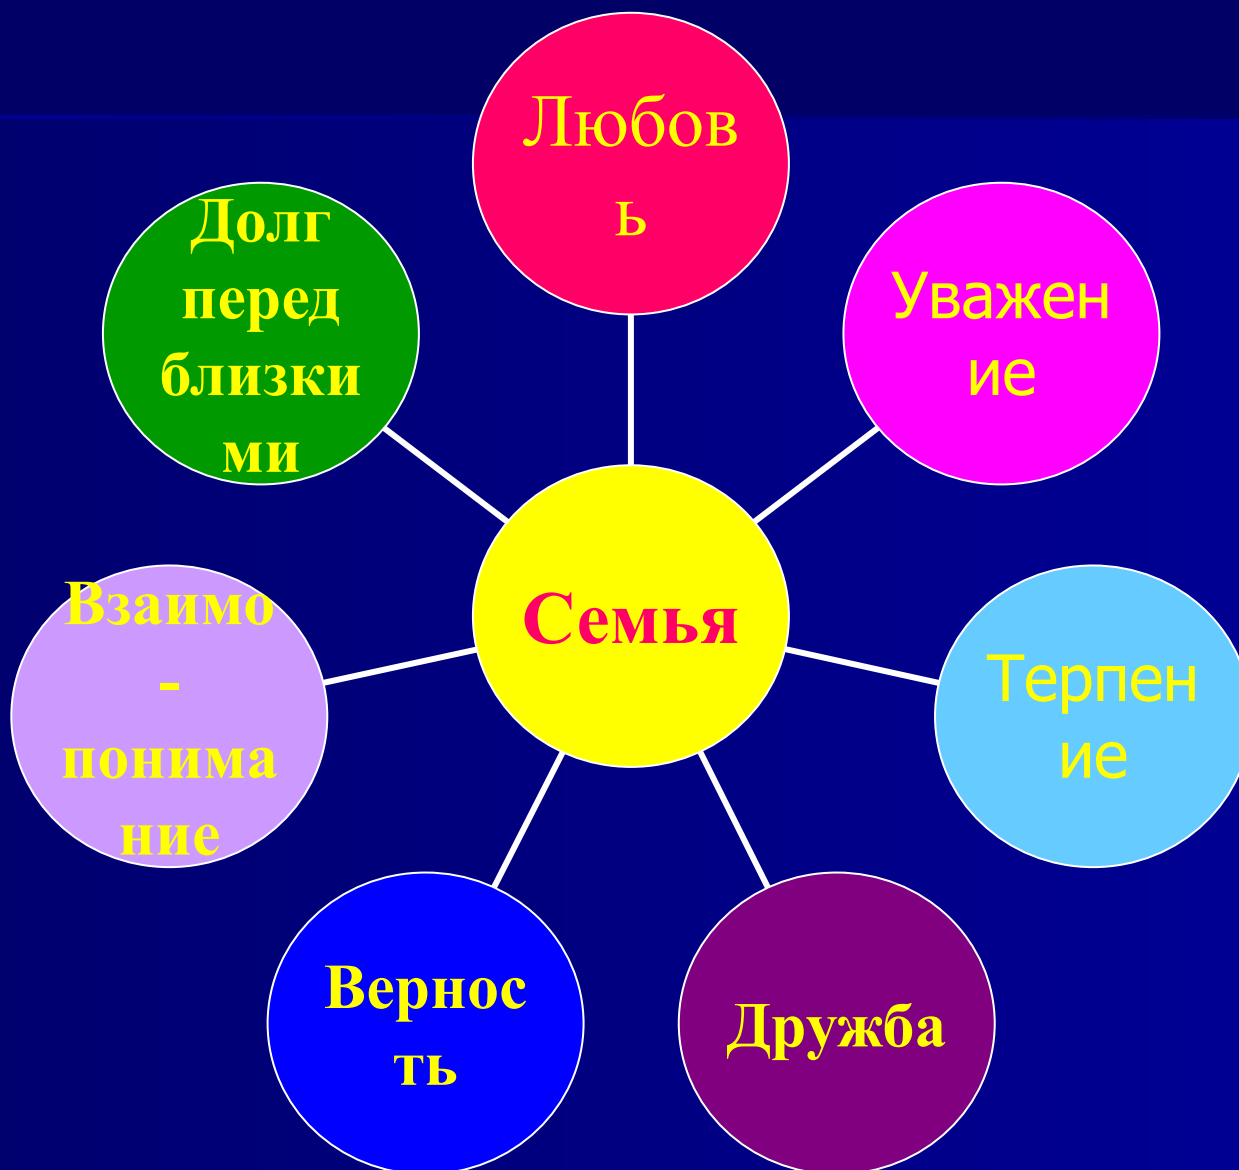 Любов
ь
Уважен
ие
Терпен
ие
Дружба
Вернос
ть
Взаимо
-
понима
ние
Долг
перед
близки
ми
Семья